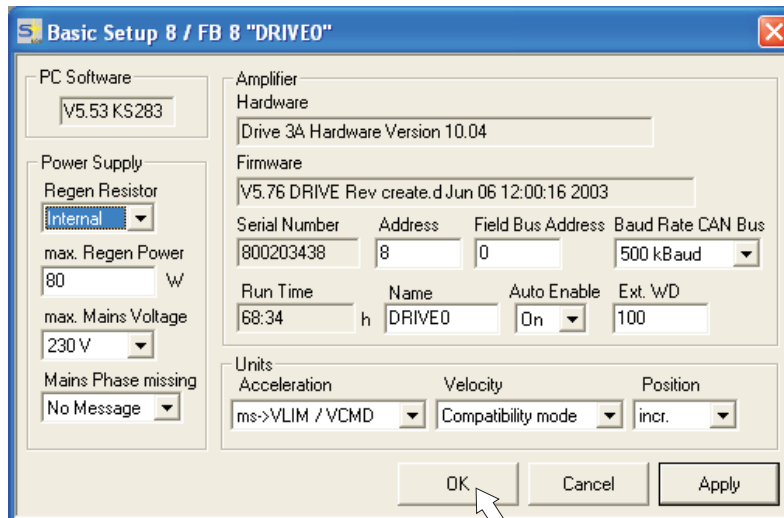 Basic Setup 8 / FB 8 "DRIVE0"
PC Software
V5.53 KS283
Power Supply
Regen Resistor
Internal
max. Regen Power
80 W
max. Mains Voltage
230 V
Mains Phase missing
No Message
Amplifier
Hardware
Drive 3A Hardware Version 10.04
Firmware
V5.76 DRIVE Rev create.d Jun 06 12:00:16 2003
Serial Number Address Field Bus Address Baud Rate CAN Bus
800203438 8 0 500 kBaud
Run Time Name Auto Enable Ext. WD
68:34 h DRIVE0 On 100
Units
Acceleration Velocity Position
ms->VLIM / VCMD Compatibility mode incr.
OK Cancel Apply